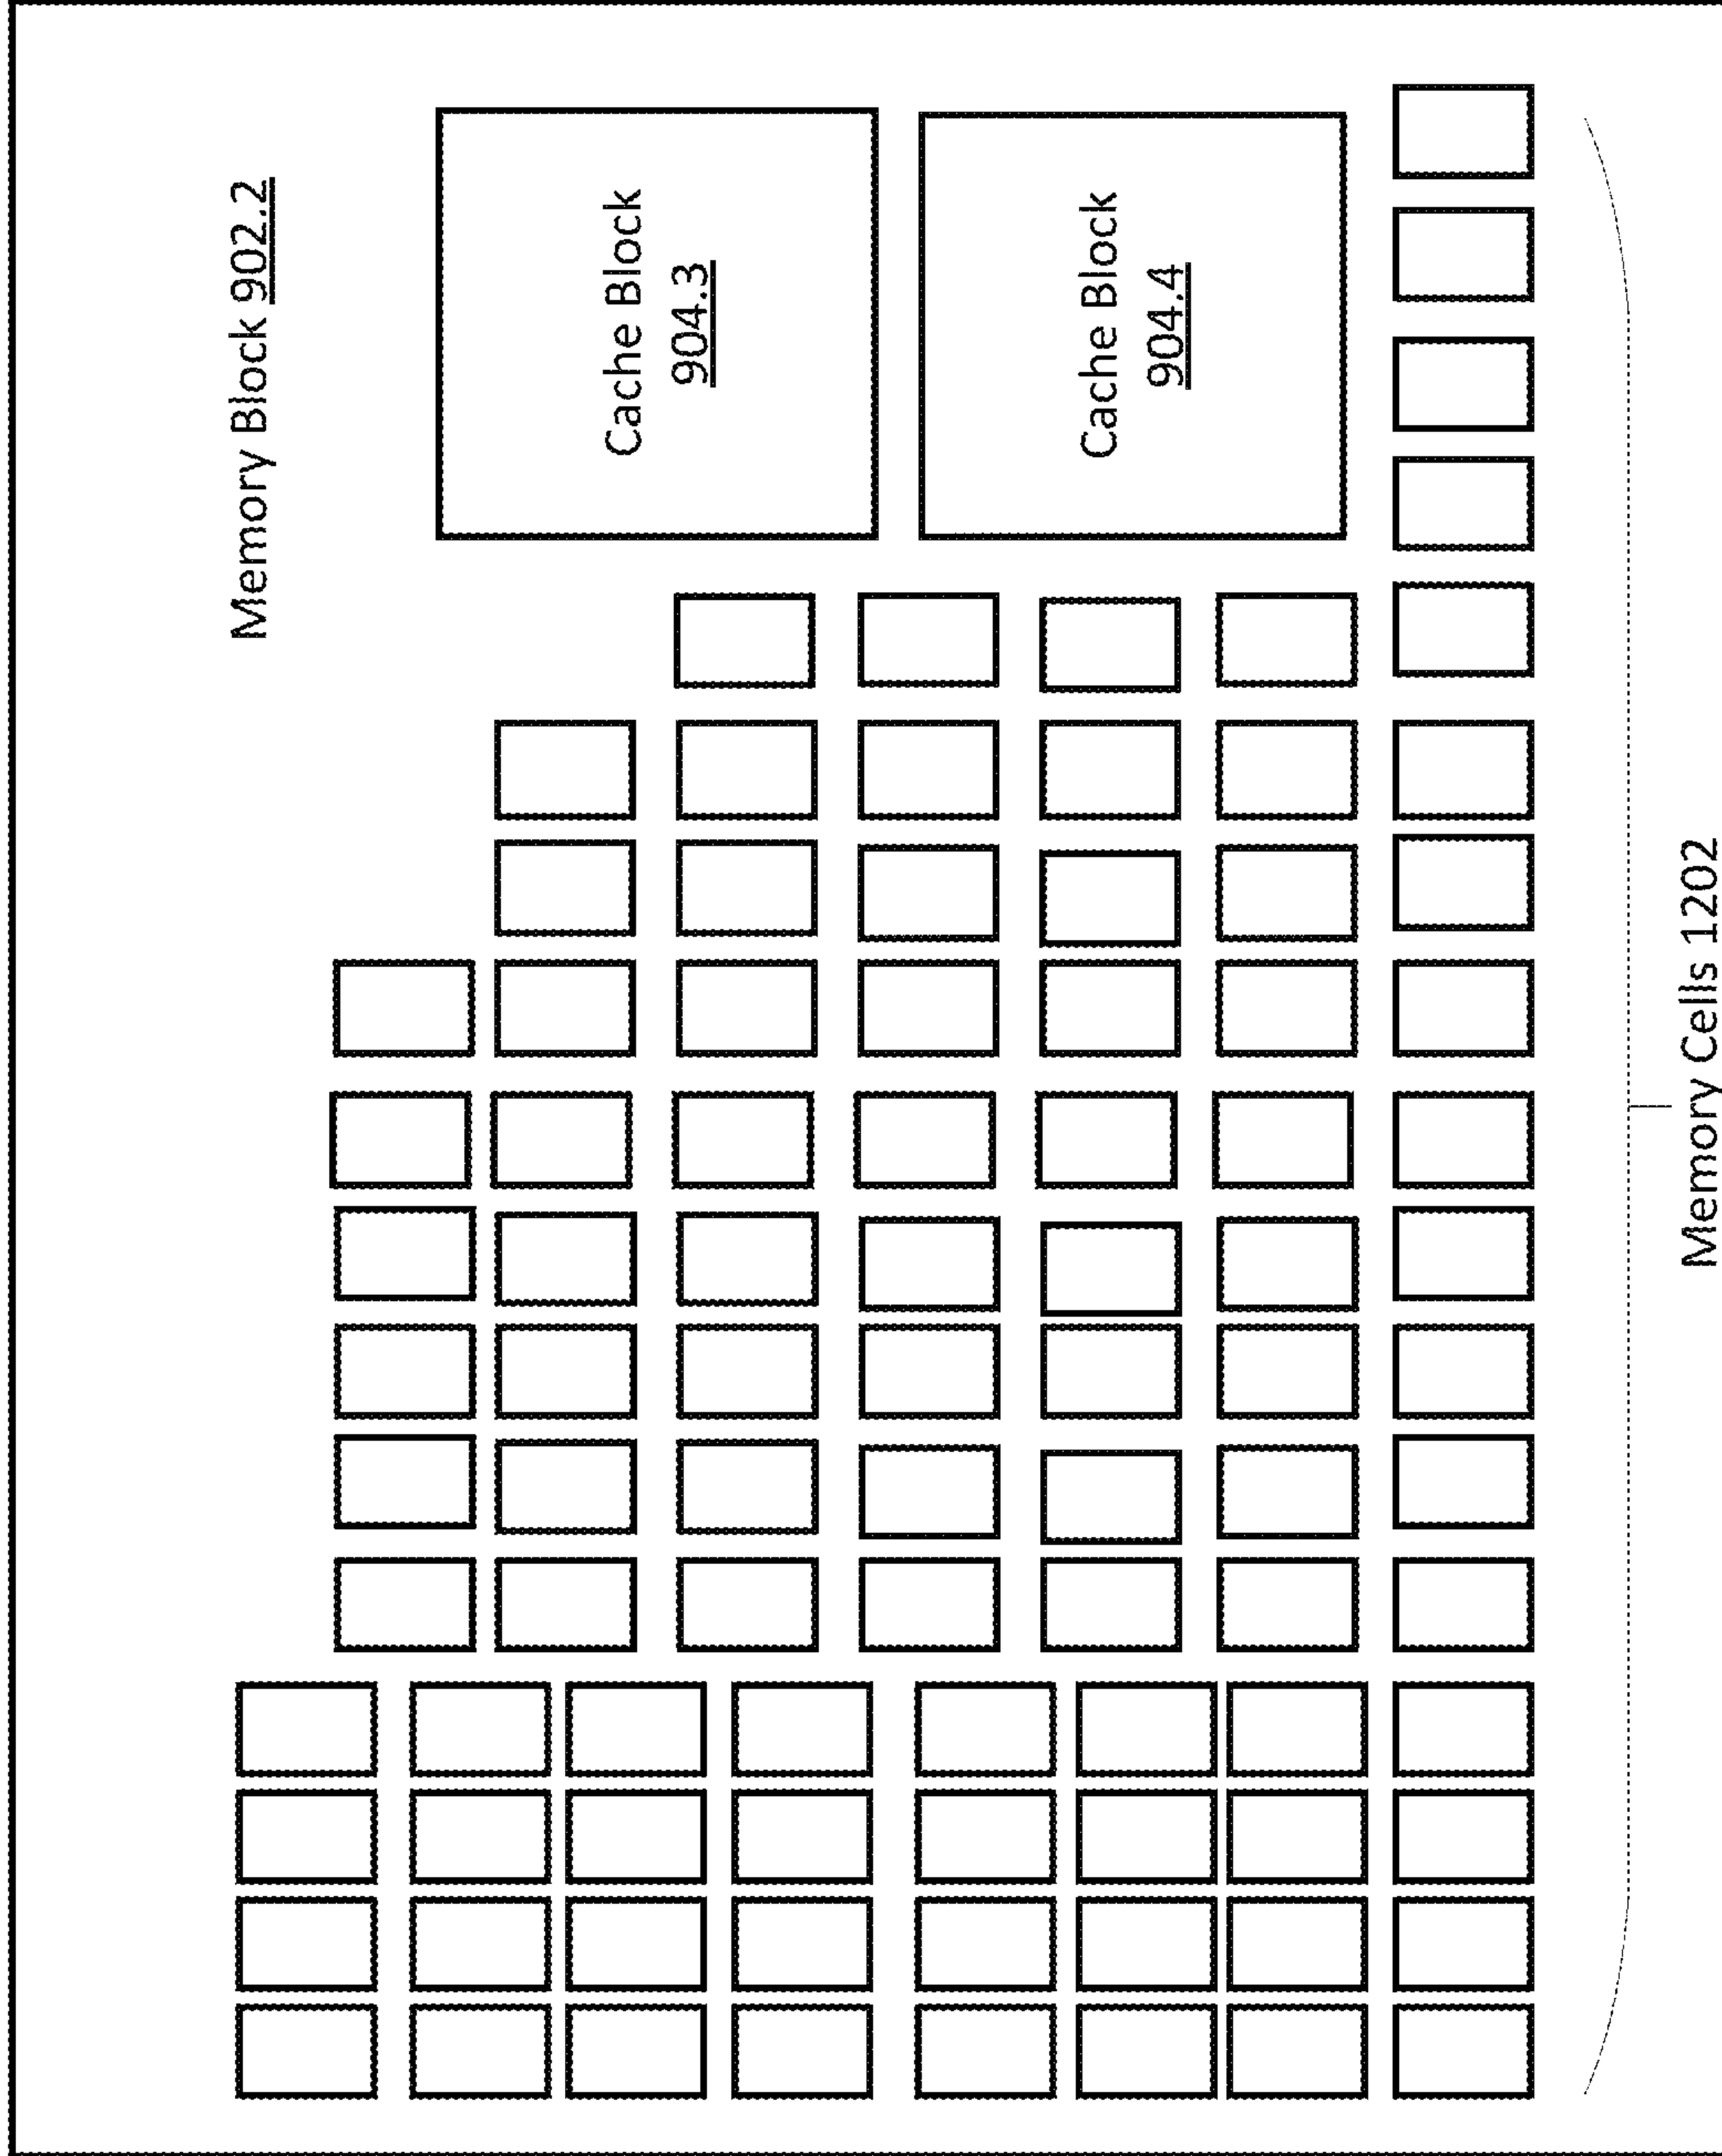 Memory Block 902.2
Cache Block
904.3
Cache Block
904.4
Memory Cells 1202